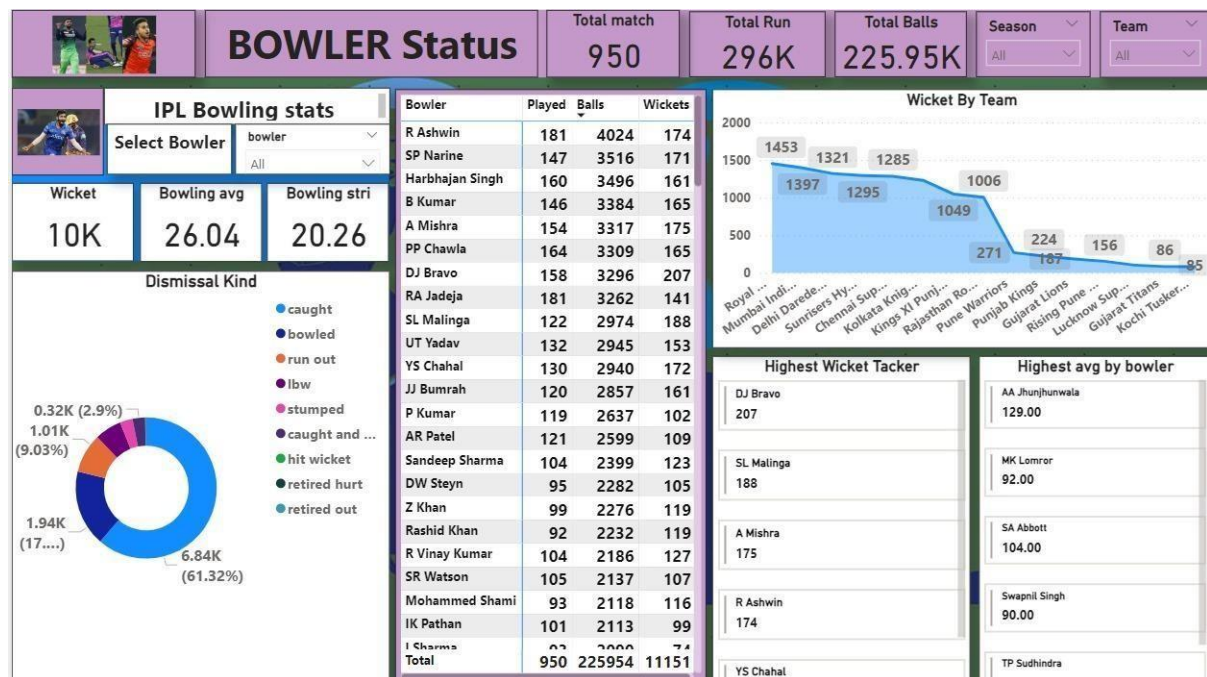 BOWLER Status
Total match
950
Total Run
296K
Total Balls
225.95K
Season
All
Team
All
IPL Bowling stats
Select Bowler
bowler
All
Wicket
10K
Bowling avg
26.04
Bowling stri
20.26
Dismissal Kind
caught
bowled
run out
lbw
stumped
caught and ...
hit wicket
retired hurt
retired out
0.32K (2.9%)
1.01K
(9.03%)
1.94K
(17....)
6.84K
(61.32%)
Bowler Played Balls Wickets
R Ashwin 181 4024 174
SP Narine 147 3516 171
Harbhajan Singh 160 3496 161
B Kumar 146 3384 165
A Mishra 154 3317 175
PP Chawla 164 3309 165
DJ Bravo 158 3296 207
RA Jadeja 181 3262 141
SL Malinga 122 2974 188
UT Yadav 132 2945 153
YS Chahal 130 2940 172
JJ Bumrah 120 2857 161
P Kumar 119 2637 102
AR Patel 121 2599 109
Sandeep Sharma 104 2399 123
DW Steyn 95 2282 105
Z Khan 99 2276 119
Rashid Khan 92 2232 119
R Vinay Kumar 104 2186 127
SR Watson 105 2137 107
Mohammed Shami 93 2118 116
IK Pathan 101 2113 99
I Sharma
Total 950 225954 11151
Wicket By Team
2000
1500
1000
500
0
1453
1397
1321
1295
1285
1049
1006
271
224
187
156
86
85
Royal ...
Mumbai Indi...
Delhi Darede...
Sunrisers Hy...
Chennai Sup...
Kolkata Knig...
Kings XI Punj...
Rajasthan Ro...
Pune Warriors
Punjab Kings
Gujarat Lions
Rising Pune ...
Lucknow Sup...
Gujarat Titans
Kochi Tusker...
Highest Wicket Tacker
DJ Bravo
207
SL Malinga
188
A Mishra
175
R Ashwin
174
YS Chahal
Highest avg by bowler
AA Jhunjhunwala
129.00
MK Lomror
92.00
SA Abbott
104.00
Swapnil Singh
90.00
TP Sudhindra